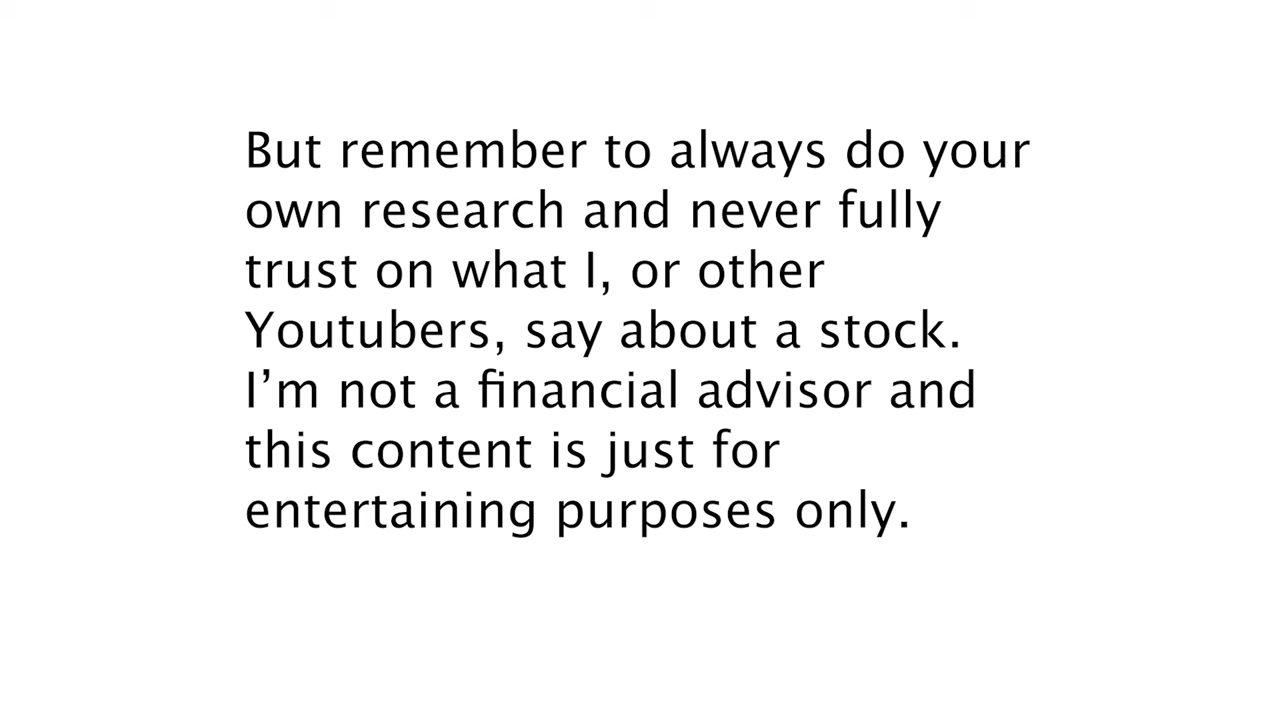 But remember to always do your
own research and never fully
trust on what I, or other
Youtubers, say about a stock.
I’m not a financial advisor and
this content is just for
entertaining purposes only.